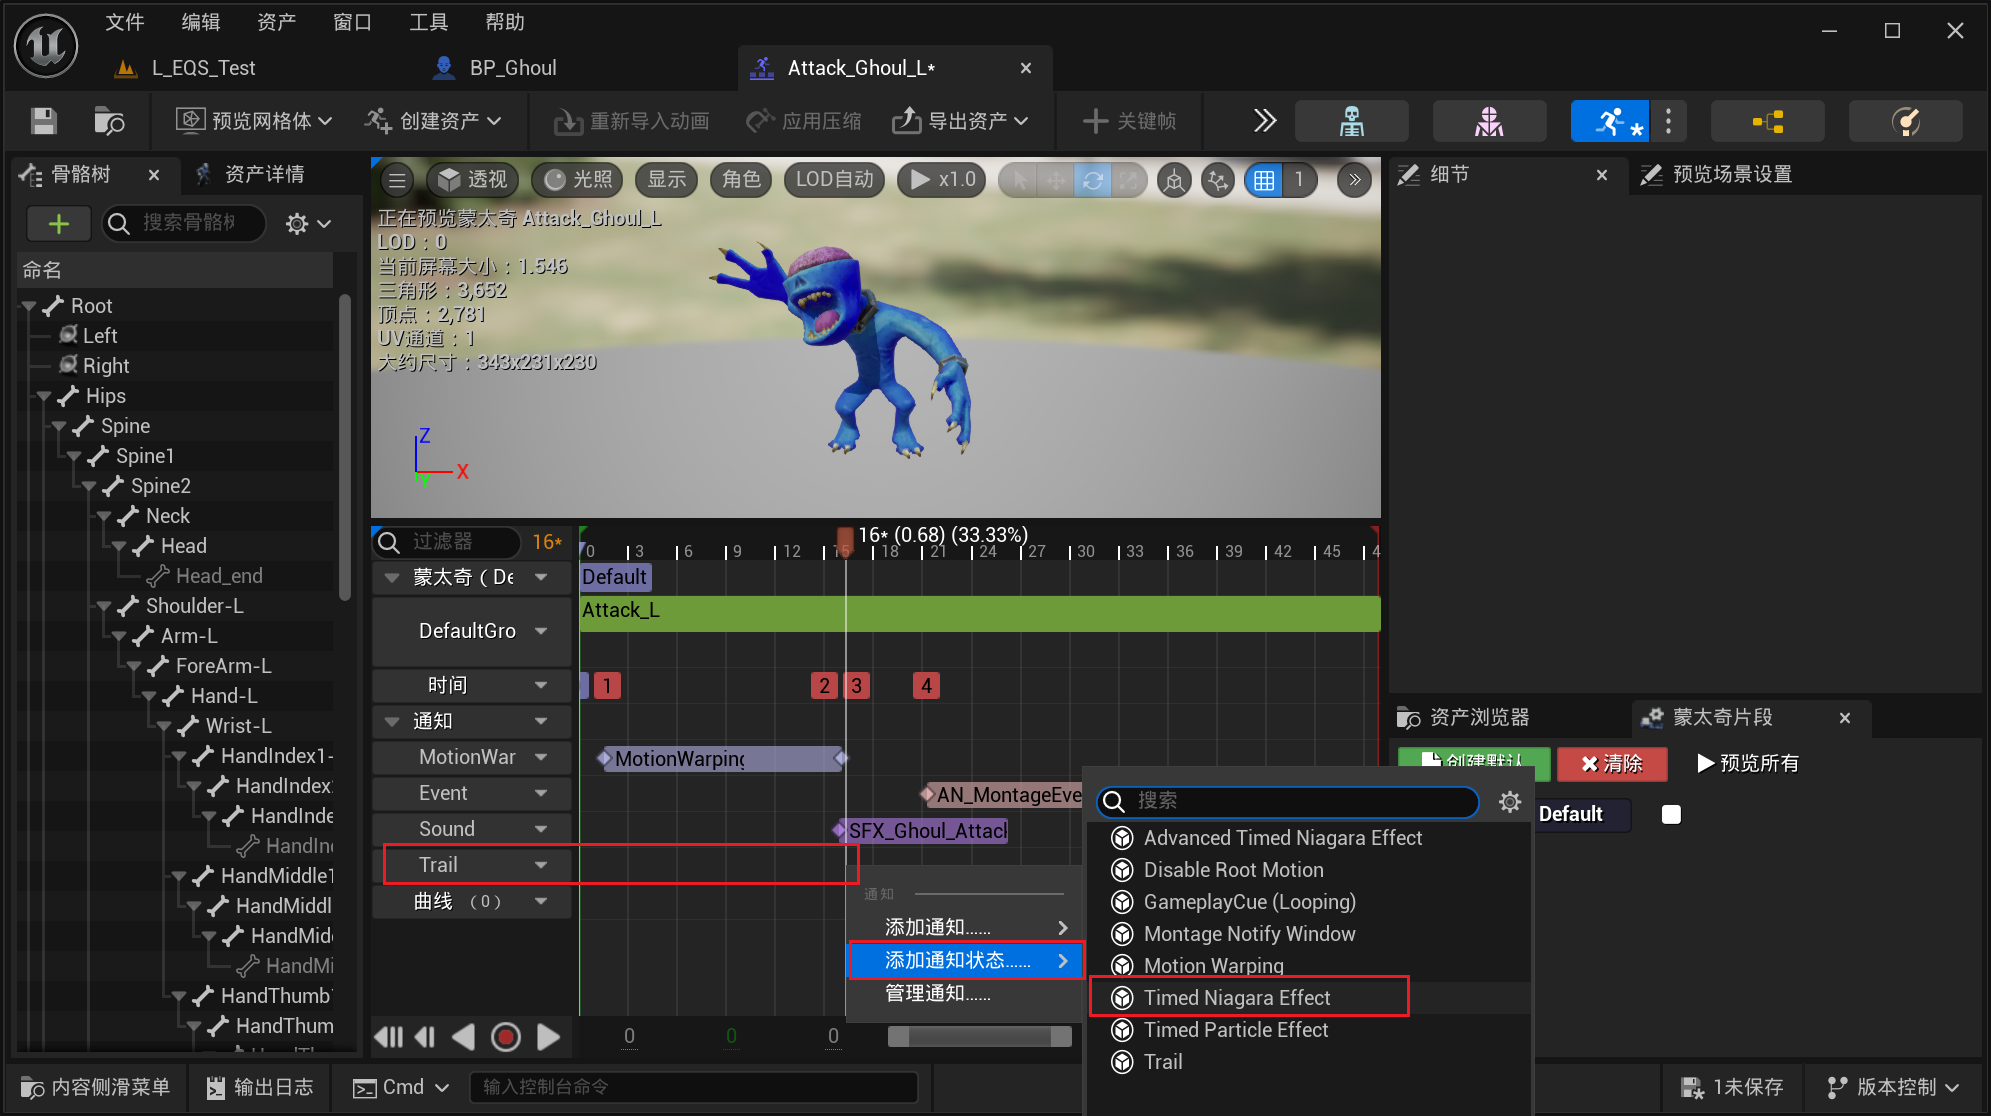 文件 编辑 资产 窗口 工具 帮助
L_EQS_Test BP_Ghoul Attack_Ghoul_L*
预览网格体 创建资产 重新导入动画 应用压缩 导出资产 关键帧
骨骼树 资产详情
搜索骨骼树
命名
Root
Left
Right
Hips
Spine
Spine1
Spine2
Neck
Head
Head_end
Shoulder-L
Arm-L
ForeArm-L
Hand-L
Wrist-L
HandIndex1-
HandIndex
HandInde
HandInd
HandMiddle1
HandMiddl
HandMid
HandMi
HandThumb
HandThum
透视 光照 显示 角色 LOD自动 x1.0 1
正在预览蒙太奇 Attack_Ghoul_L
LOD：0
当前屏幕大小：1.546
三角形：3,652
顶点：2,781
UV通道：1
大约尺寸：343x231x230
Z
X
Y
过滤器 16*
16* (0.68) (33.33%)
0 3 6 9 12 15 18 21 24 27 30 33 36 39 42 45 4
蒙太奇（De Default
Attack_L
DefaultGro
时间 1 2 3 4
通知
MotionWar MotionWarping
Event AN_MontageEve
Sound SFX_Ghoul_Attack
Trail
曲线 （0）
通知
添加通知……
添加通知状态……
管理通知……
0 0 0
搜索
Advanced Timed Niagara Effect
Disable Root Motion
GameplayCue (Looping)
Montage Notify Window
Motion Warping
Timed Niagara Effect
Timed Particle Effect
Trail
细节 预览场景设置
资产浏览器 蒙太奇片段
创建默认 清除 预览所有
Default
内容侧滑菜单 输出日志 Cmd 输入控制台命令 1未保存 版本控制